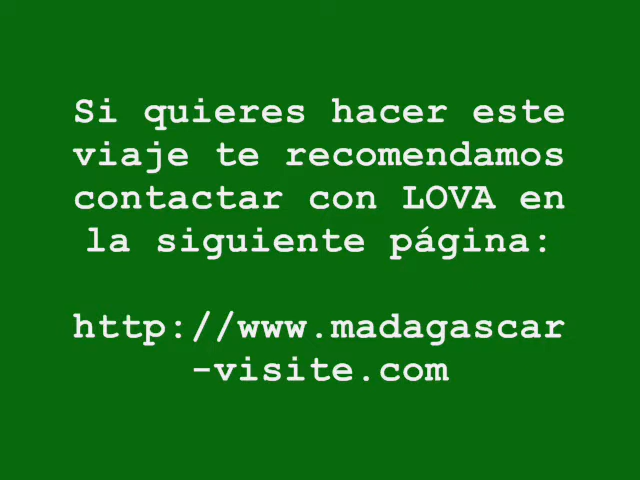 Si quieres hacer este
viaje te recomendamos
contactar con LOVA en
la siguiente página:
http://www.madagascar
-visite.com